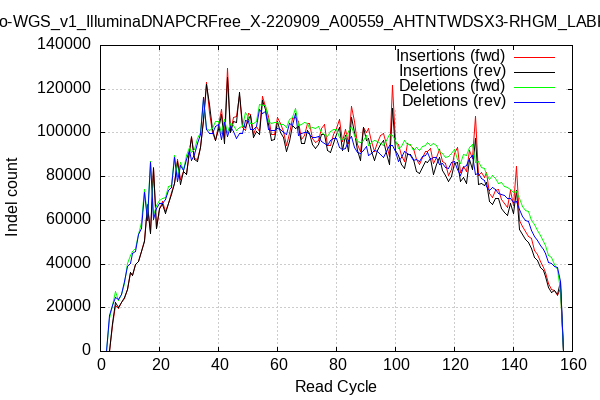 o-WGS_v1_IlluminaDNAPCRFree_X-220909_A00559_AHTNTWDSX3-RHGM_LABI
Insertions (fwd)
Insertions (rev)
Deletions (fwd)
Deletions (rev)
Indel count
140000
120000
100000
80000
60000
40000
20000
0
0 20 40 60 80 100 120 140 160
Read Cycle